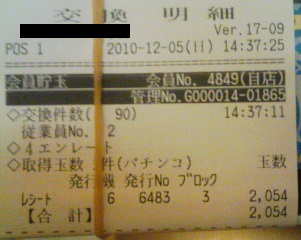 交換明細
Ver.17-09
POS 1 2010-12-05(日) 14:37:25
会員貯玉 会員No. 4849(自店)
管理No.G000014-01865
◇交換件数( 90) 14:37:11
従業員No. 2
◇4エンレート
◇取得玉数 件(パチンコ) 玉数
発行機 発行No ブロック
レシート 6 6483 3 2,054
【合 計】 2,054